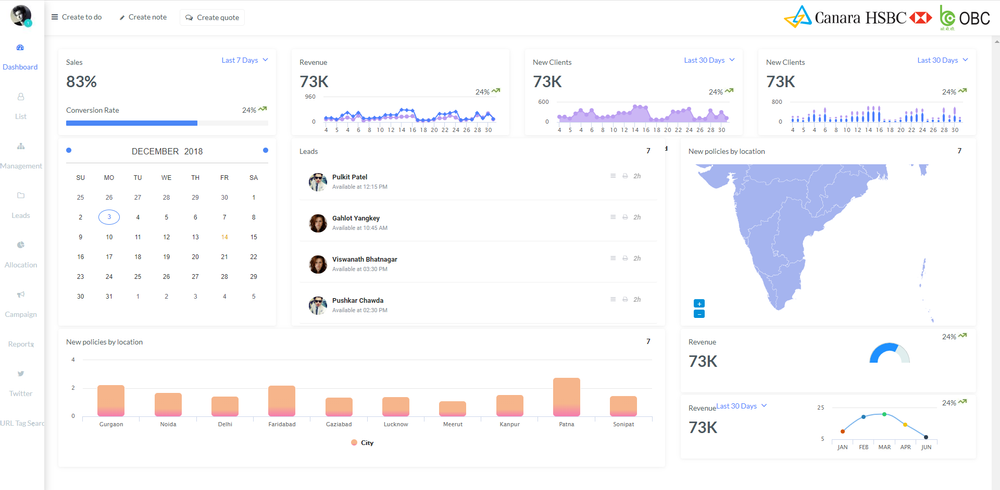 Create to do
Create note
Create quote
Canara HSBC
OBC
Dashboard
List
Management
Leads
Allocation
Campaign
Reports
Twitter
URL Tag Searc
Sales
Last 7 Days
83%
Conversion Rate
24%
Revenue
73K
24%
960
0
4 4 5 6 8 10 12 14 16 18 20 22 24 26 28 30
New Clients
Last 30 Days
73K
24%
600
0
4 4 5 6 8 10 12 14 16 18 20 22 24 26 28 30
New Clients
Last 30 Days
73K
24%
800
0
4 4 5 6 8 10 12 14 16 18 20 22 24 26 28 30
DECEMBER 2018
SU MO TU WE TH FR SA
25 26 27 28 29 30 1
2 3 4 5 6 7 8
9 10 11 12 13 14 15
16 17 18 19 20 21 22
23 24 25 26 27 28 29
30 31 1 2 3 4 5
Leads
7
Pulkit Patel
Available at 12:15 PM
2h
Gahlot Yangkey
Available at 10:45 AM
2h
Viswanath Bhatnagar
Available at 03:30 PM
2h
Pushkar Chawda
Available at 02:30 PM
2h
New policies by location
7
+
−
New policies by location
7
4
2
0
Gurgaon Noida Delhi Faridabad Gaziabad Lucknow Meerut Kanpur Patna Sonipat
City
Revenue
24%
73K
Revenue
Last 30 Days
24%
73K
25
5
JAN FEB MAR APR JUN